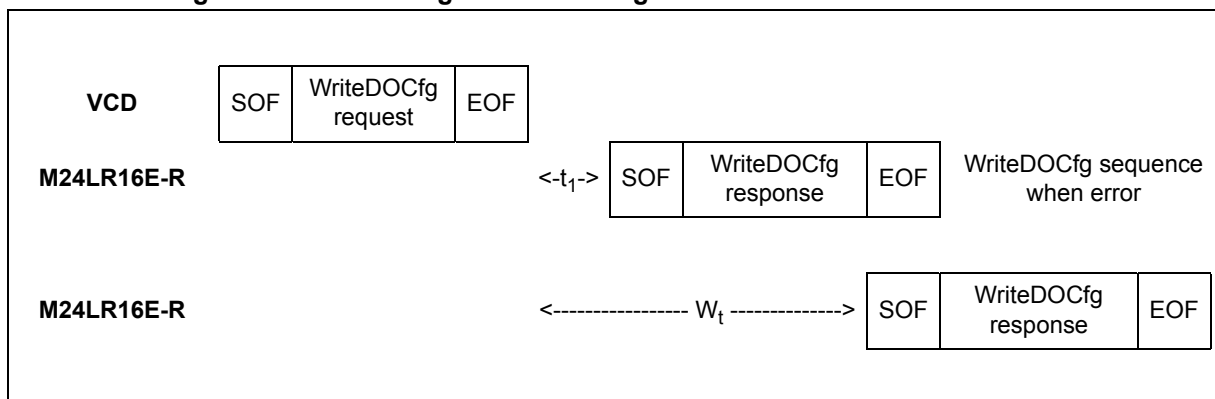 VCD SOF WriteDOCfg request EOF
M24LR16E-R <-t1-> SOF WriteDOCfg response EOF WriteDOCfg sequence when error
M24LR16E-R <----------------- Wt --------------> SOF WriteDOCfg response EOF